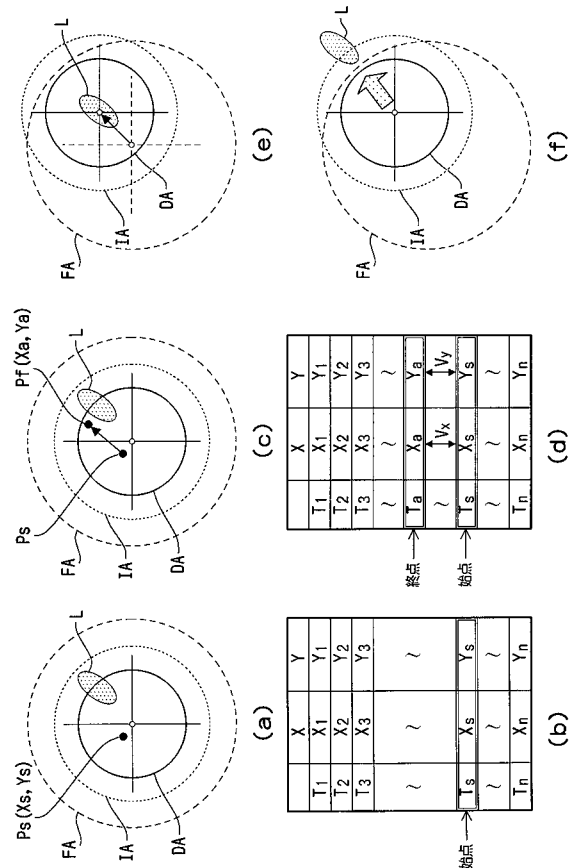 Ps(Xs, Ys)
FA
IA
DA
L
(a)
X Y
T1 X1 Y1
T2 X2 Y2
T3 X3 Y3
~ ~ ~
始点 Ts Xs Ys
~ ~ ~
Tn Xn Yn
(b)
Ps
Pf(Xa, Ya)
FA
IA
DA
L
(c)
X Y
T1 X1 Y1
T2 X2 Y2
T3 X3 Y3
~ ~ ~
終点 Ta Xa Ya
~ Vx Vy
始点 Ts Xs Ys
~ ~ ~
Tn Xn Yn
(d)
FA
IA
DA
L
(e)
FA
IA
DA
L
(f)